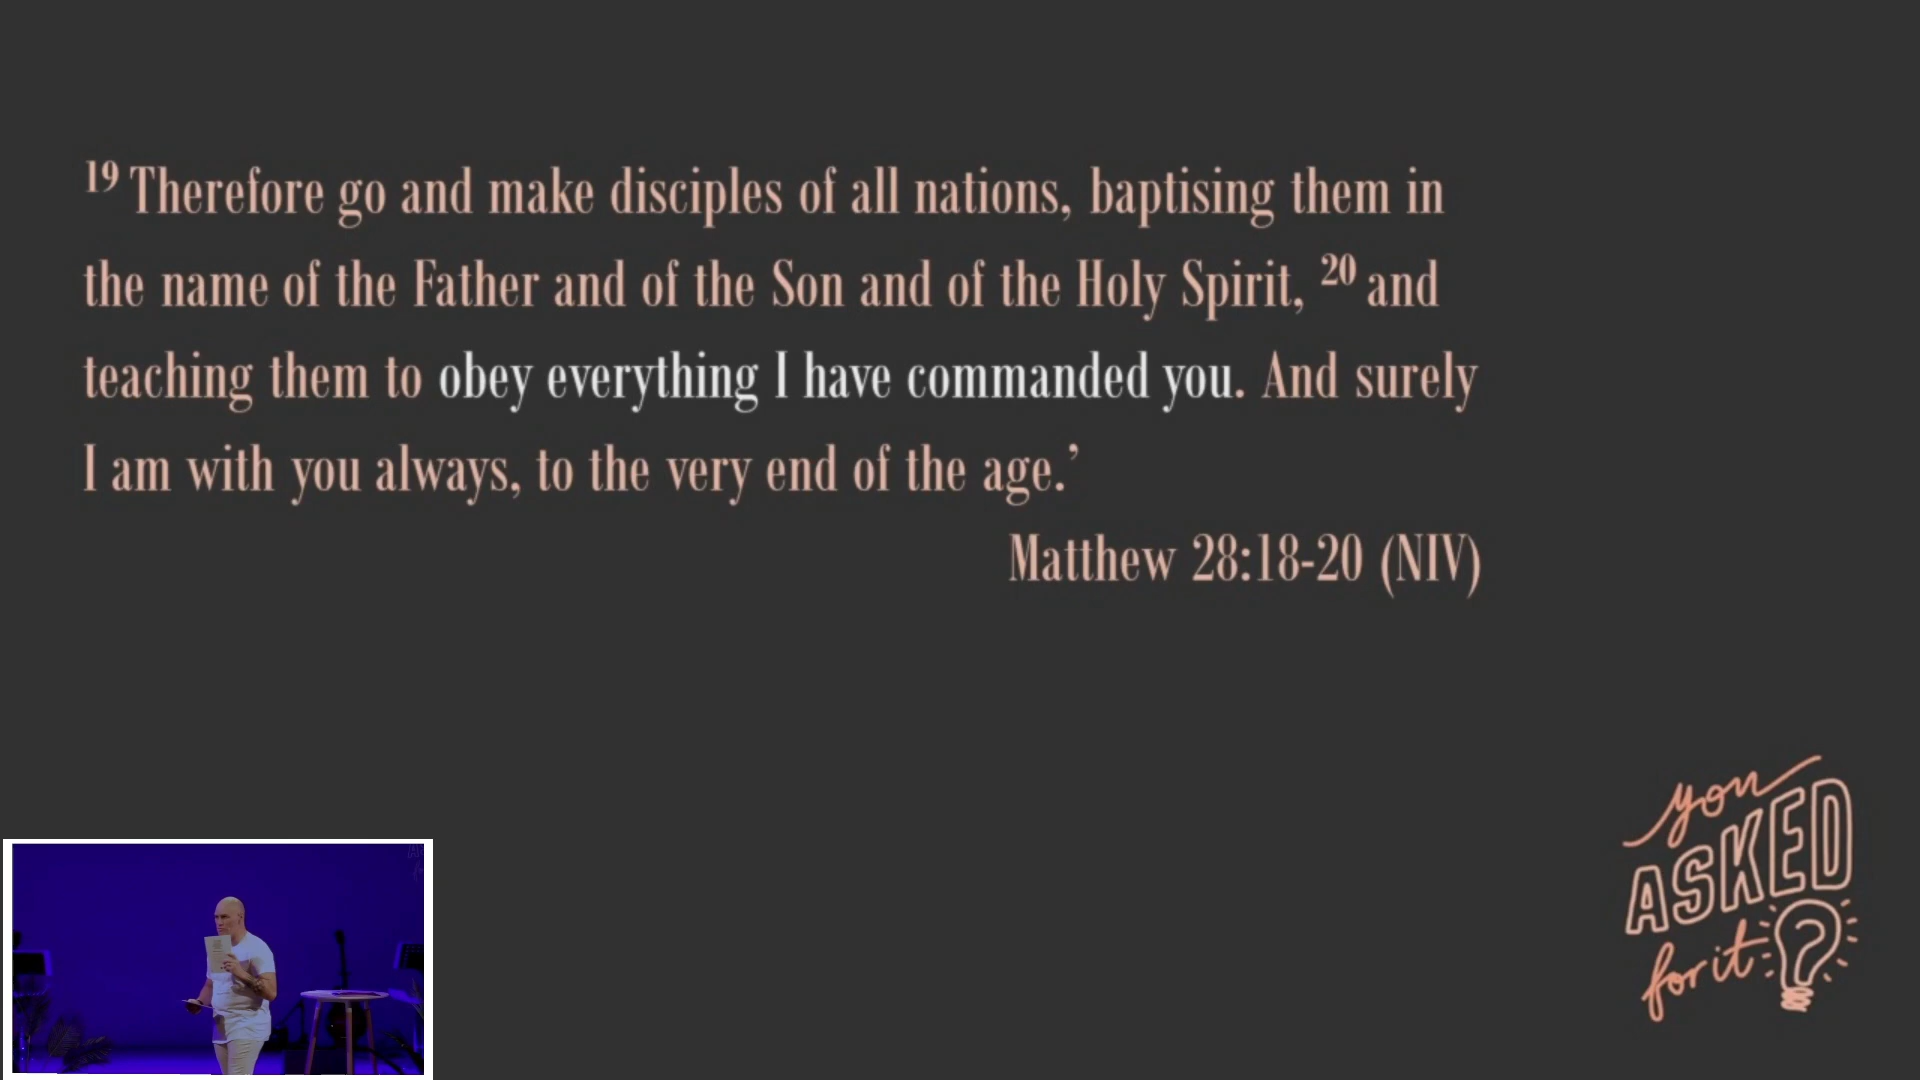 19 Therefore go and make disciples of all nations, baptising them in
the name of the Father and of the Son and of the Holy Spirit, 20 and
teaching them to obey everything I have commanded you. And surely
I am with you always, to the very end of the age.’
Matthew 28:18-20 (NIV)
you
ASKED
for it ?